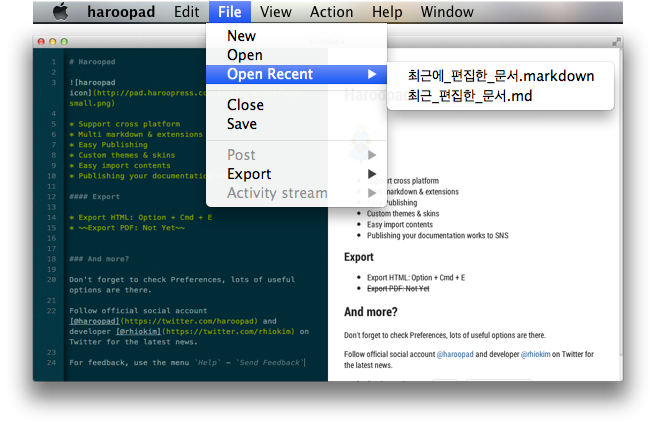 haroopad Edit File View Action Help Window
New
Open
Open Recent
최근에_편집한_문서.markdown
최근_편집한_문서.md
Close
Save
Post
Export
Activity stream
1 # Haroopad
2
3 ![haroopad
icon](http://pad.haroopress.co
small.png)
4
5 * Support cross platform
6 * Multi markdown & extensions
7 * Easy Publishing
8 * Custom themes & skins
9 * Easy import contents
10 * Publishing your documentation
11
12 #### Export
13
14 * Export HTML: Option + Cmd + E
15 * ~~Export PDF: Not Yet~~
16
17
18 ### And more?
19
20 Don't forget to check Preferences, lots of useful
options are there.
21
22 Follow official social account
[@haroopad](https://twitter.com/haroopad) and
developer [@rhiokim](https://twitter.com/rhiokim) on
Twitter for the latest news.
23
24 For feedback, use the menu `Help` - `Send Feedback`
Haroopad
cross platform
markdown & extensions
Publishing
Custom themes & skins
Easy import contents
Publishing your documentation works to SNS
Export
Export HTML: Option + Cmd + E
Export PDF: Not Yet
And more?
Don't forget to check Preferences, lots of useful options are there.
Follow official social account @haroopad and developer @rhiokim on Twitter for
the latest news.